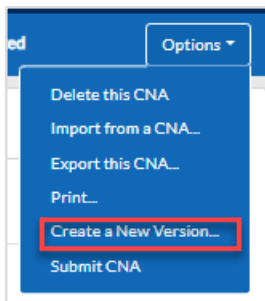 ed
Options
Delete this CNA
Import from a CNA...
Export this CNA...
Print...
Create a New Version...
Submit CNA